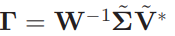 𝚪 = 𝐖⁻¹𝚺̃𝐕̃*